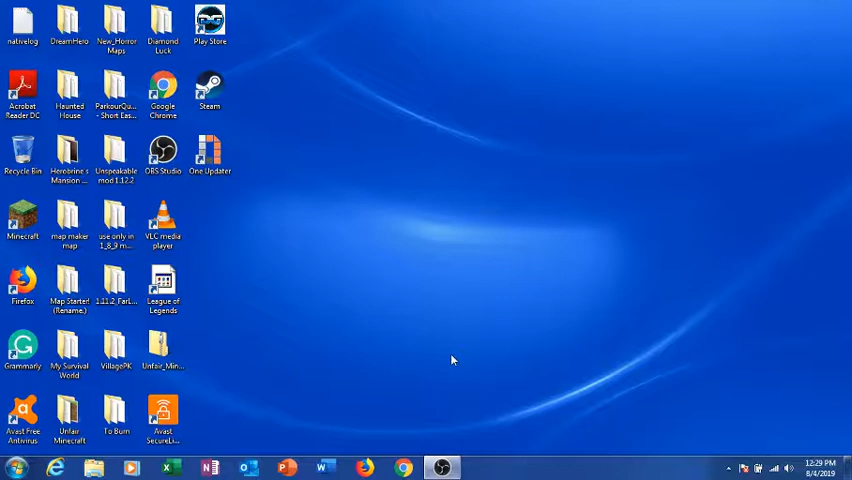 nativelog
DreamHero
New_Horror
Maps
Diamond
Luck
Play Store
Acrobat
Reader DC
Haunted
House
ParkourQu...
- Short Eas...
Google
Chrome
Steam
Recycle Bin
Herobrine s
Mansion ...
Unspeakable
mod 1.12.2
OBS Studio
One Updater
Minecraft
map maker
map
use only in
1_8_9 m...
VLC media
player
Firefox
Map Starter!
(Rename.)
1.11.2_FarL...
League of
Legends
Grammarly
My Survival
World
VillagePK
Unfair_Min...
Avast Free
Antivirus
Unfair
Minecraft
To Burn
Avast
SecureLi...
12:29 PM
8/4/2019